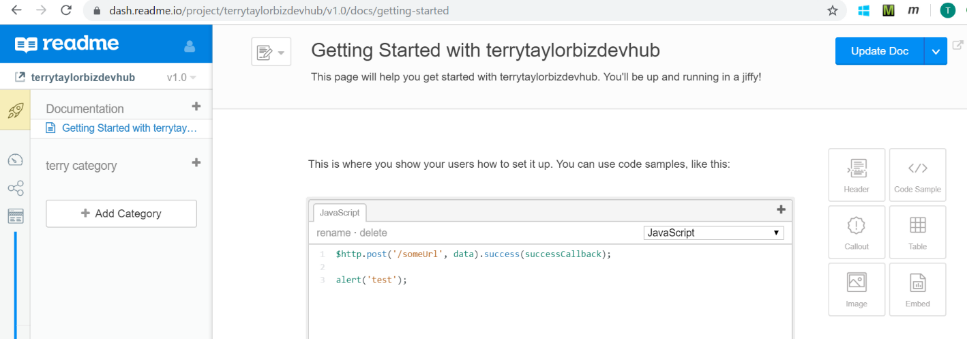 dash.readme.io/project/terrytaylorbizdevhub/v1.0/docs/getting-started
M
m
T
readme
terrytaylorbizdevhub
v1.0
Documentation
Getting Started with terrytay...
terry category
Add Category
Getting Started with terrytaylorbizdevhub
This page will help you get started with terrytaylorbizdevhub. You'll be up and running in a jiffy!
Update Doc
This is where you show your users how to set it up. You can use code samples, like this:
JavaScript
rename · delete
JavaScript
1 $http.post('/someUrl', data).success(successCallback);
2
3 alert('test');
Header
Code Sample
Callout
Table
Image
Embed